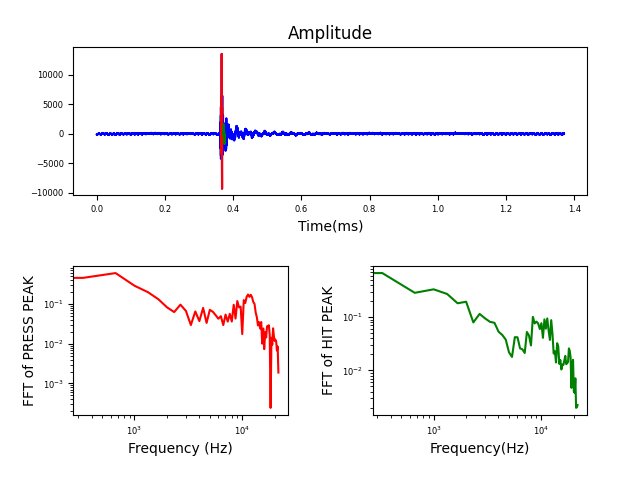 Amplitude
10000
5000
0
−5000
−10000
0.0 0.2 0.4 0.6 0.8 1.0 1.2 1.4
Time(ms)
FFT of PRESS PEAK
10⁻¹
10⁻²
10⁻³
10³ 10⁴
Frequency (Hz)
FFT of HIT PEAK
10⁻¹
10⁻²
10³ 10⁴
Frequency(Hz)